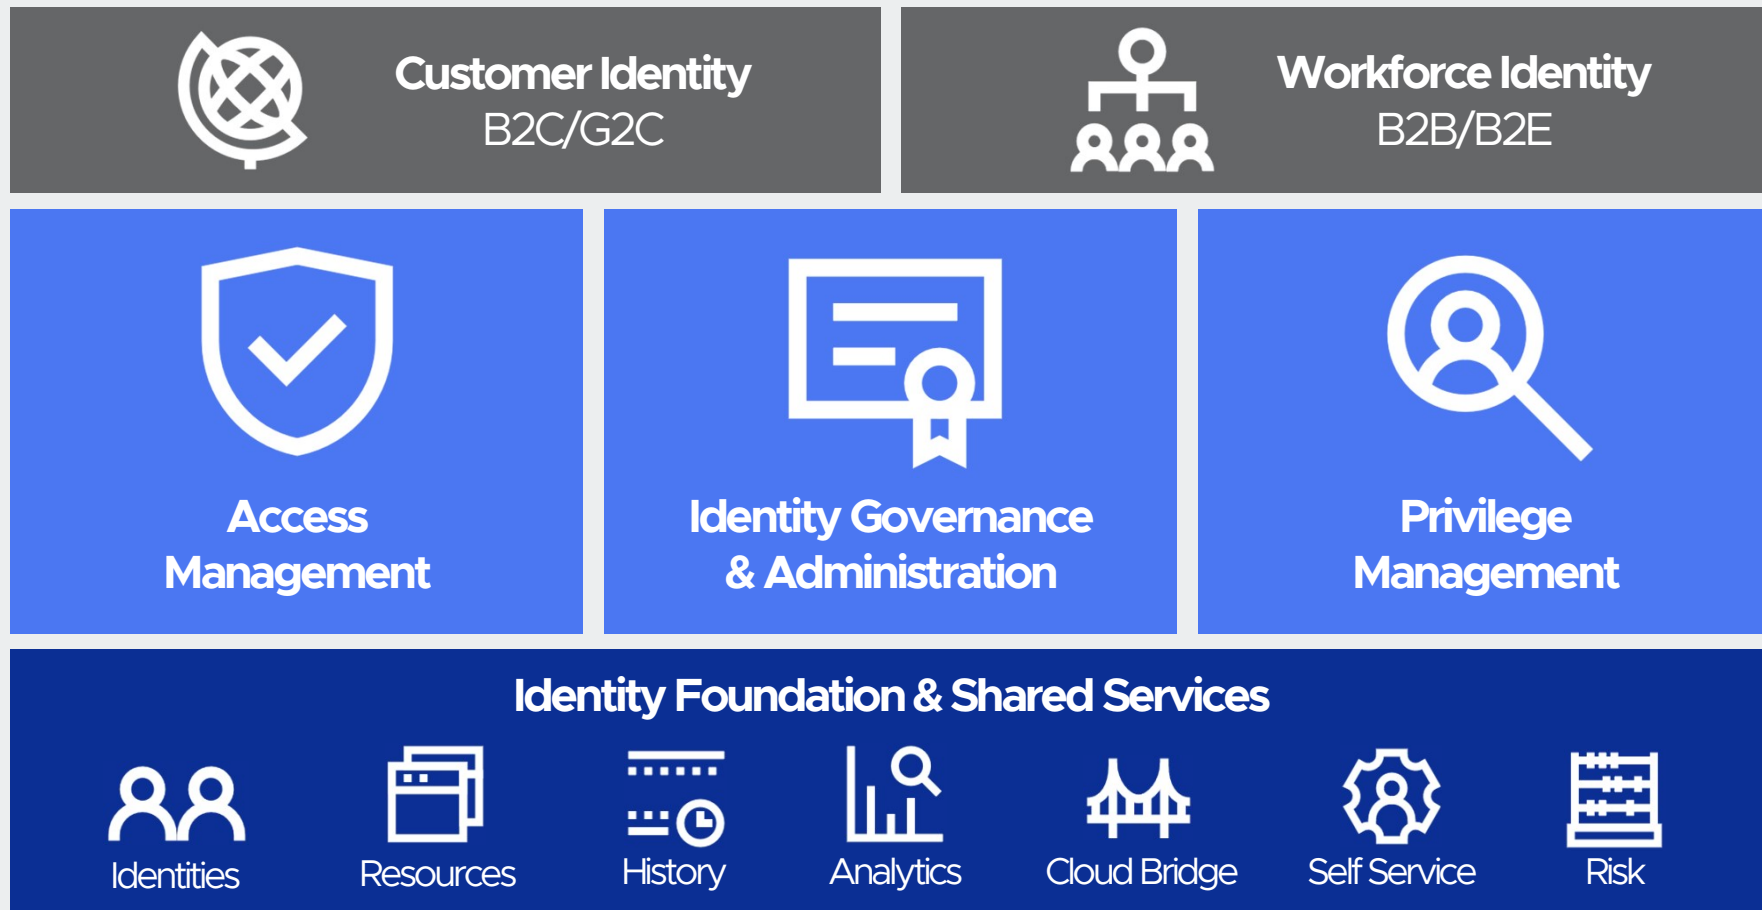 Customer Identity
B2C/G2C
Workforce Identity
B2B/B2E
Access
Management
Identity Governance
& Administration
Privilege
Management
Identity Foundation & Shared Services
Identities
Resources
History
Analytics
Cloud Bridge
Self Service
Risk